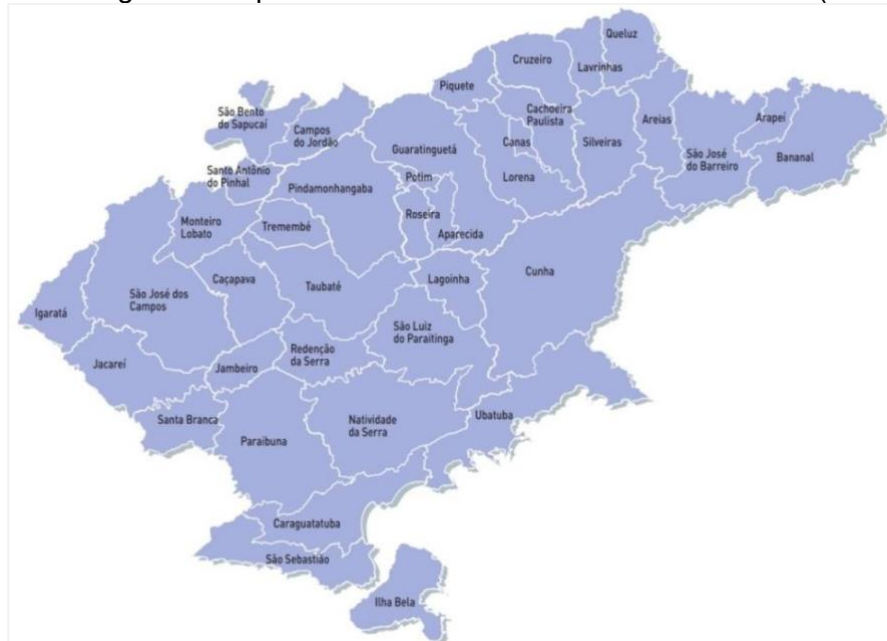 Queluz
Cruzeiro
Lavrinhas
Piquete
São Bento
do Sapucaí
Cachoeira
Paulista
Arapeí
Areias
Campos
do Jordão
Canas
Silveiras
Guaratinguetá
São José
do Barreiro
Bananal
Santo Antônio
do Pinhal
Potim
Lorena
Pindamonhangaba
Roseira
Monteiro
Lobato
Tremembé
Aparecida
Cunha
Caçapava
Lagoinha
Taubaté
São José dos
Campos
Igaratá
São Luiz
do Paraitinga
Redenção
da Serra
Jacareí
Jambeiro
Ubatuba
Santa Branca
Natividade
da Serra
Paraibuna
Caraguatatuba
São Sebastião
Ilha Bela